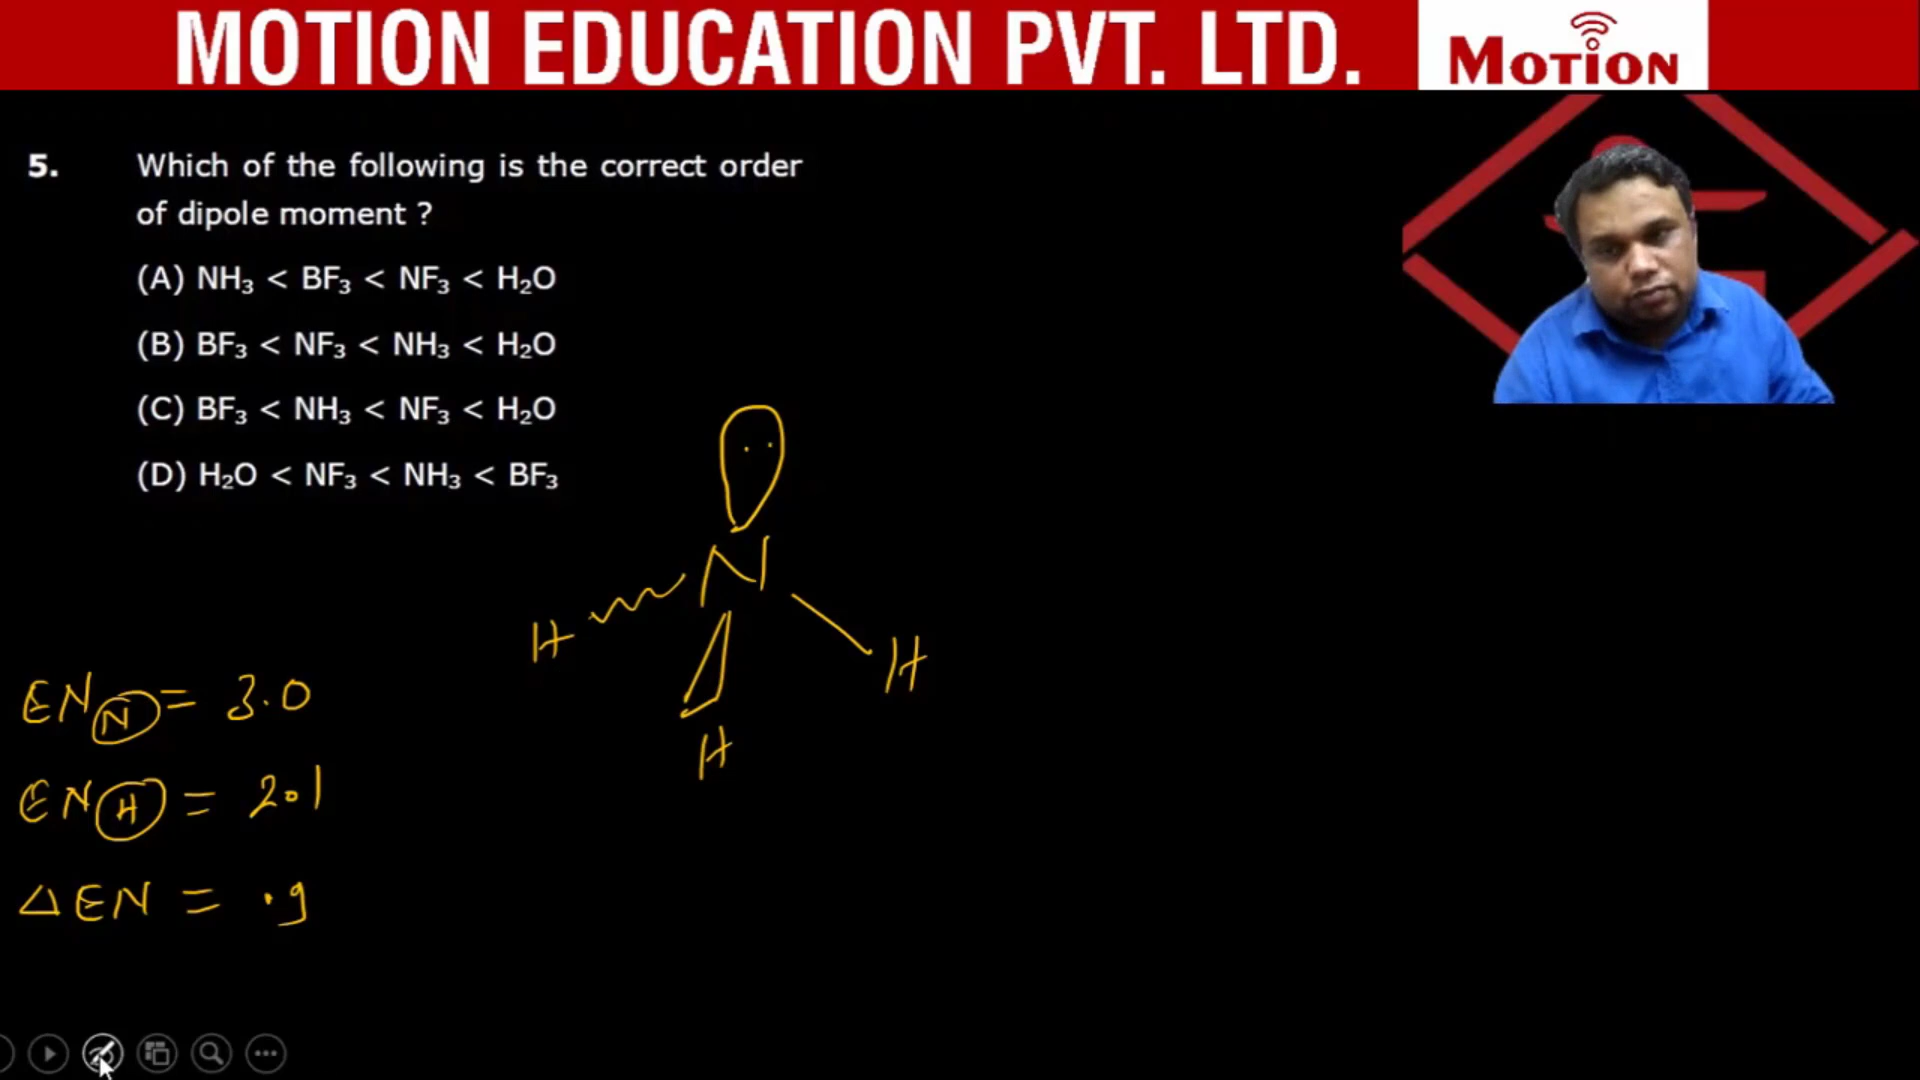 MOTION EDUCATION PVT. LTD.
MOTION
5. Which of the following is the correct order
of dipole moment ?
(A) NH₃ < BF₃ < NF₃ < H₂O
(B) BF₃ < NF₃ < NH₃ < H₂O
(C) BF₃ < NH₃ < NF₃ < H₂O
(D) H₂O < NF₃ < NH₃ < BF₃
N
H
H
H
EN N = 3.0
EN H = 2.1
ΔEN = .9